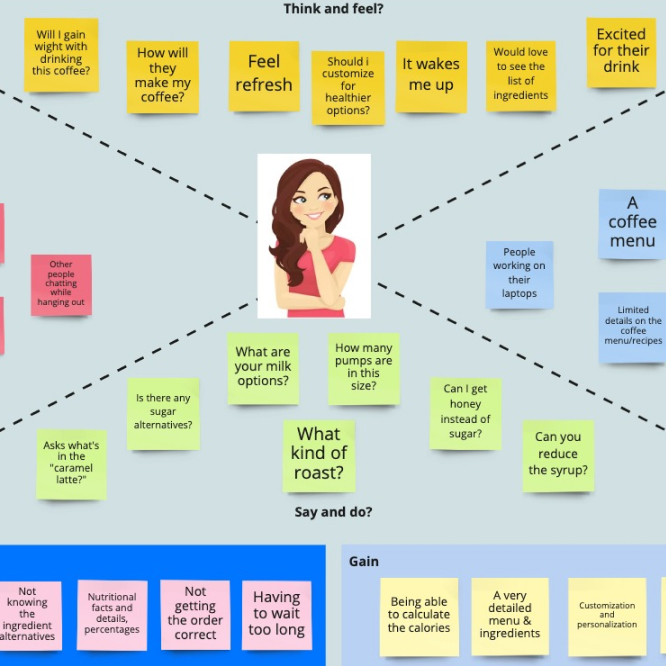 Think and feel?
Will I gain
wight with
drinking
this coffee?
How will
they
make my
coffee?
Feel
refresh
Should i
customize
for
healthier
options?
It wakes
me up
Would love
to see the
list of
ingredients
Excited
for their
drink
Other
people
chatting
while
hanging out
People
working on
their
laptops
A
coffee
menu
Limited
details on the
coffee
menu/recipes
What are
your milk
options?
How many
pumps are
in this
size?
Is there any
sugar
alternatives?
Can I get
honey
instead of
sugar?
Asks what's
in the
"caramel
latte?"
What
kind of
roast?
Can you
reduce
the syrup?
Say and do?
Not
knowing
the
ingredient
alternatives
Nutritional
facts and
details,
percentages
Not
getting
the order
correct
Having
to wait
too long
Gain
Being able
to calculate
the calories
A very
detailed
menu &
ingredients
Customization
and
personalization